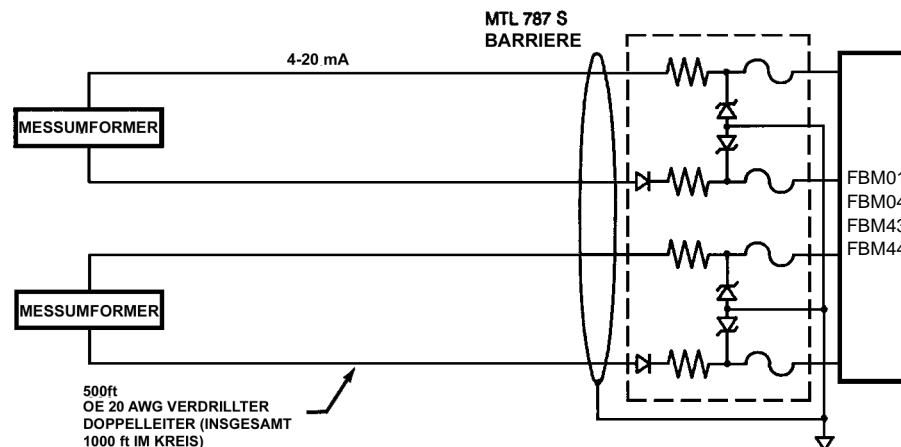 MTL 787 S
BARRIERE
4-20 mA
MESSUMFORMER
FBM01
FBM04
FBM43
FBM44
MESSUMFORMER
500ft
OE 20 AWG VERDRILLTER
DOPPELLEITER (INSGESAMT
1000 ft IM KREIS)